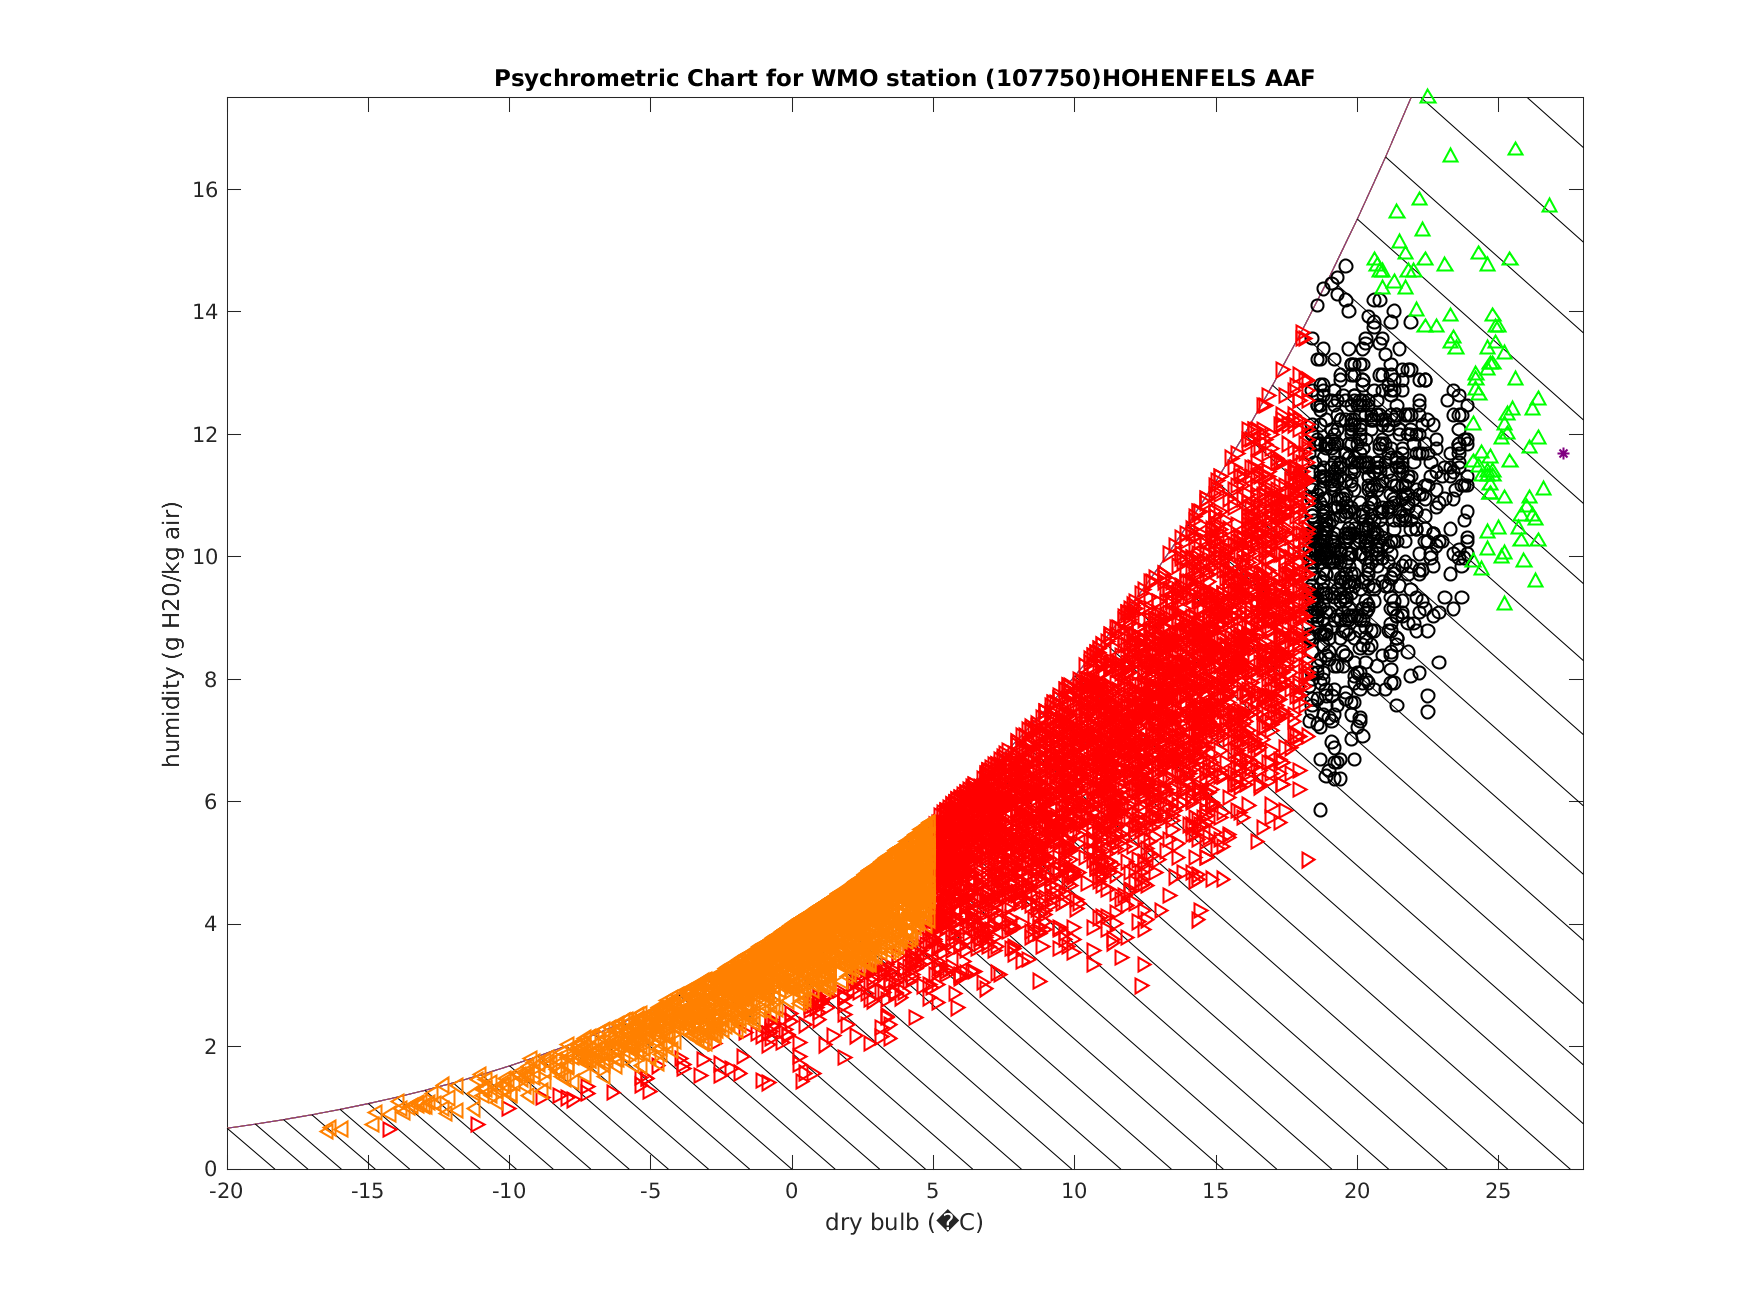 Psychrometric Chart for WMO station (107750)HOHENFELS AAF
16
14
12
10
8
6
4
2
0
humidity (g H20/kg air)
-20 -15 -10 -5 0 5 10 15 20 25
dry bulb (�C)